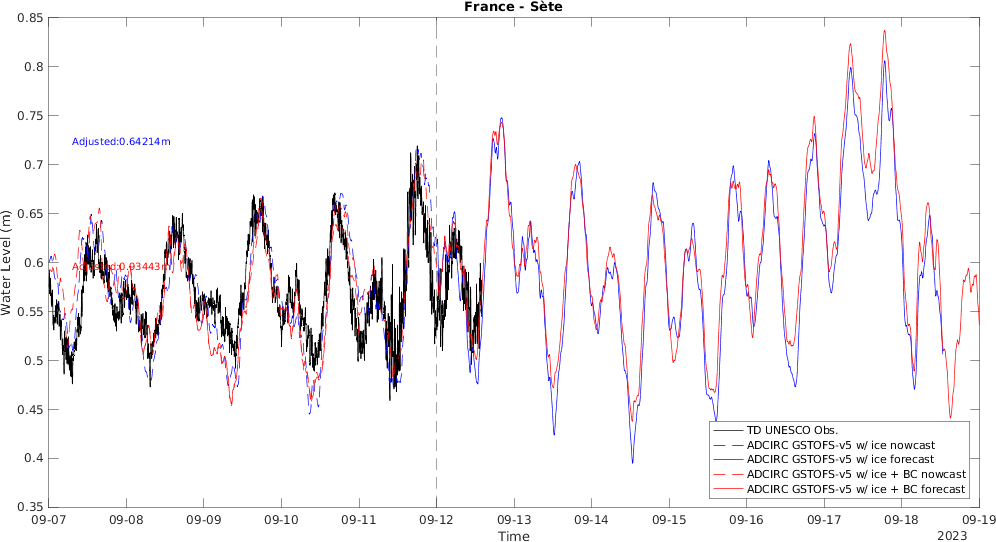 France - Sète
0.85
0.8
0.75
0.7
0.65
0.6
0.55
0.5
0.45
0.4
0.35
Water Level (m)
Adjusted:0.64214m
Adjusted:0.93443m
TD UNESCO Obs.
ADCIRC GSTOFS-v5 w/ ice nowcast
ADCIRC GSTOFS-v5 w/ ice forecast
ADCIRC GSTOFS-v5 w/ ice + BC nowcast
ADCIRC GSTOFS-v5 w/ ice + BC forecast
09-07 09-08 09-09 09-10 09-11 09-12 09-13 09-14 09-15 09-16 09-17 09-18 09-19
Time
2023